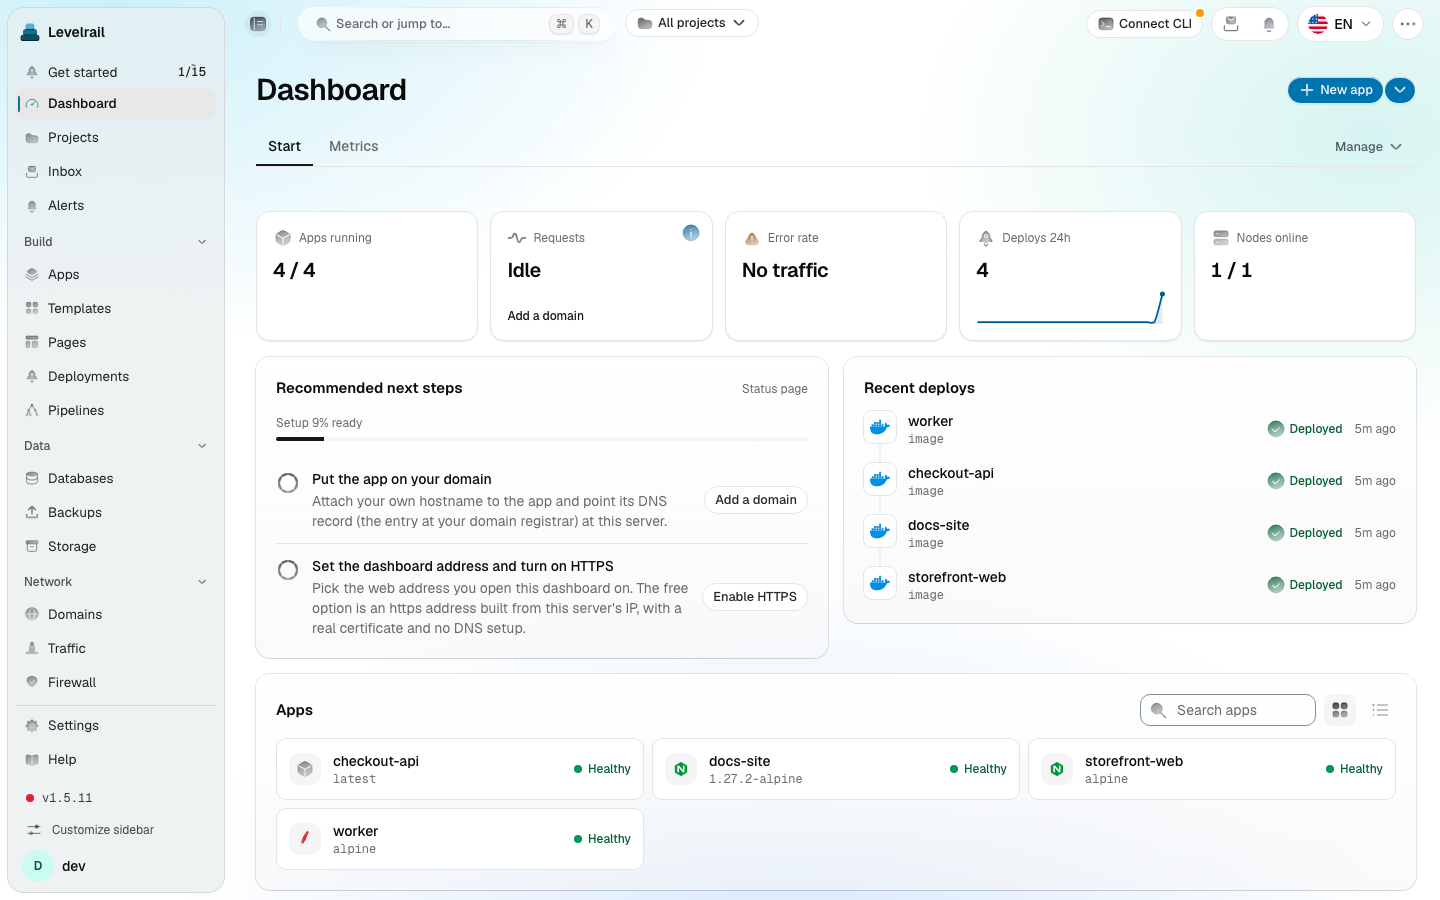 Levelrail
Get started 1/15
Dashboard
Projects
Inbox
Alerts
Build
Apps
Templates
Pages
Deployments
Pipelines
Data
Databases
Backups
Storage
Network
Domains
Traffic
Firewall
Settings
Help
v1.5.11
Customize sidebar
D dev
Search or jump to... ⌘ K
All projects
Connect CLI
EN
Dashboard
New app
Start Metrics
Manage
Apps running
4 / 4
Requests
Idle
Add a domain
Error rate
No traffic
Deploys 24h
4
Nodes online
1 / 1
Recommended next steps
Status page
Setup 9% ready
Put the app on your domain
Attach your own hostname to the app and point its DNS
record (the entry at your domain registrar) at this server.
Add a domain
Set the dashboard address and turn on HTTPS
Pick the web address you open this dashboard on. The free
option is an https address built from this server's IP, with a
real certificate and no DNS setup.
Enable HTTPS
Recent deploys
worker
image
Deployed 5m ago
checkout-api
image
Deployed 5m ago
docs-site
image
Deployed 5m ago
storefront-web
image
Deployed 5m ago
Apps
Search apps
checkout-api
latest
Healthy
docs-site
1.27.2-alpine
Healthy
storefront-web
alpine
Healthy
worker
alpine
Healthy